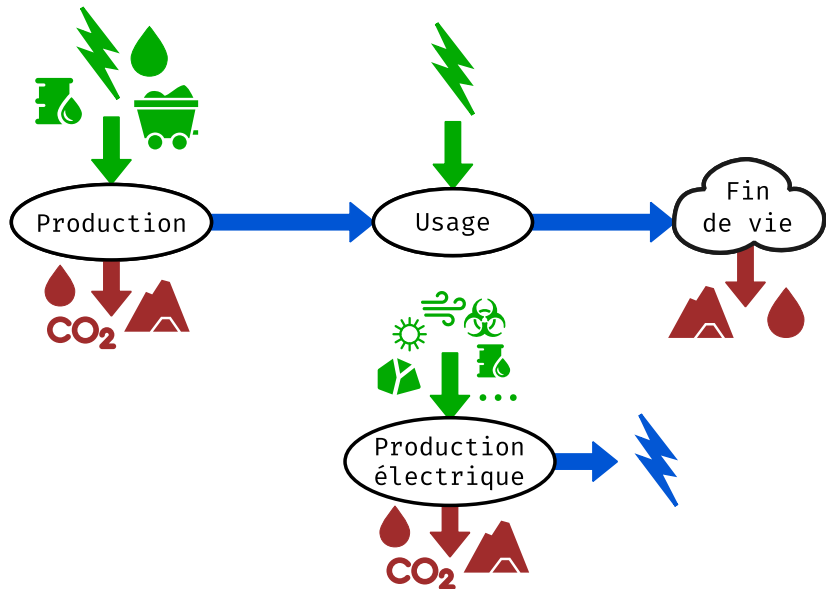 Production
Usage
Fin
de vie
CO2
Production
électrique
CO2